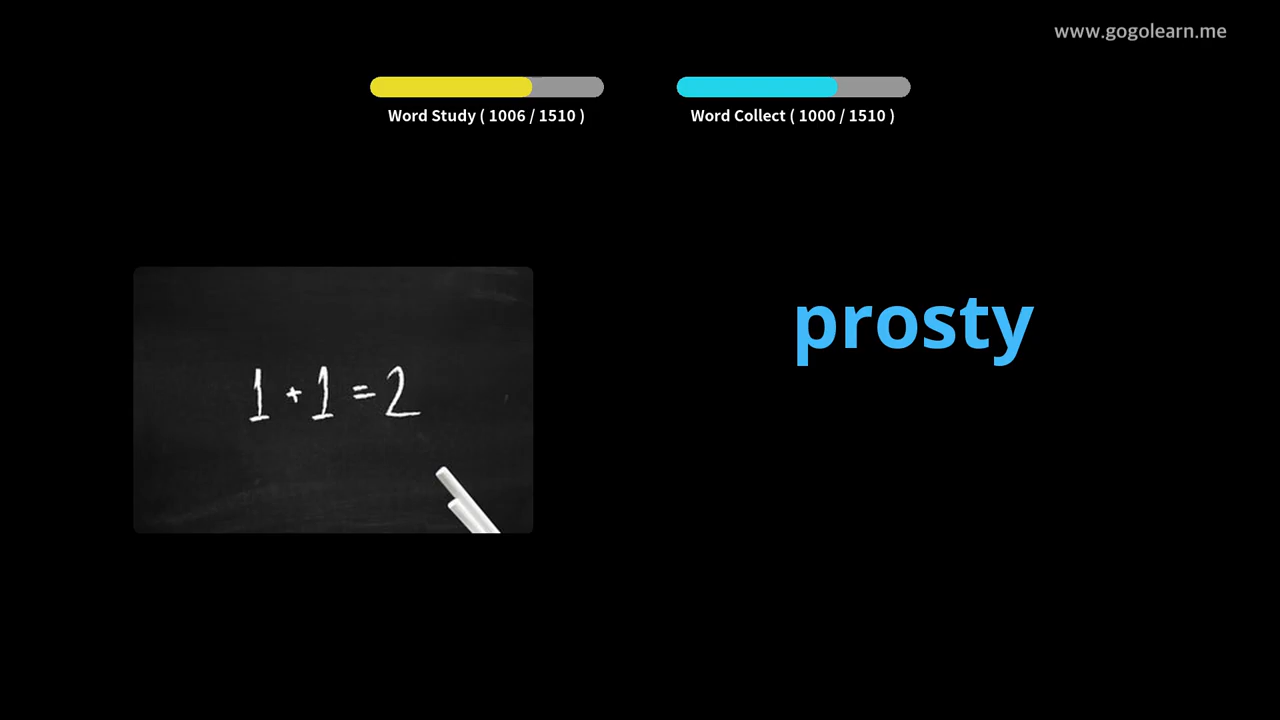 www.gogolearn.me
Word Study ( 1006 / 1510 )
Word Collect ( 1000 / 1510 )
prosty
1 + 1 = 2